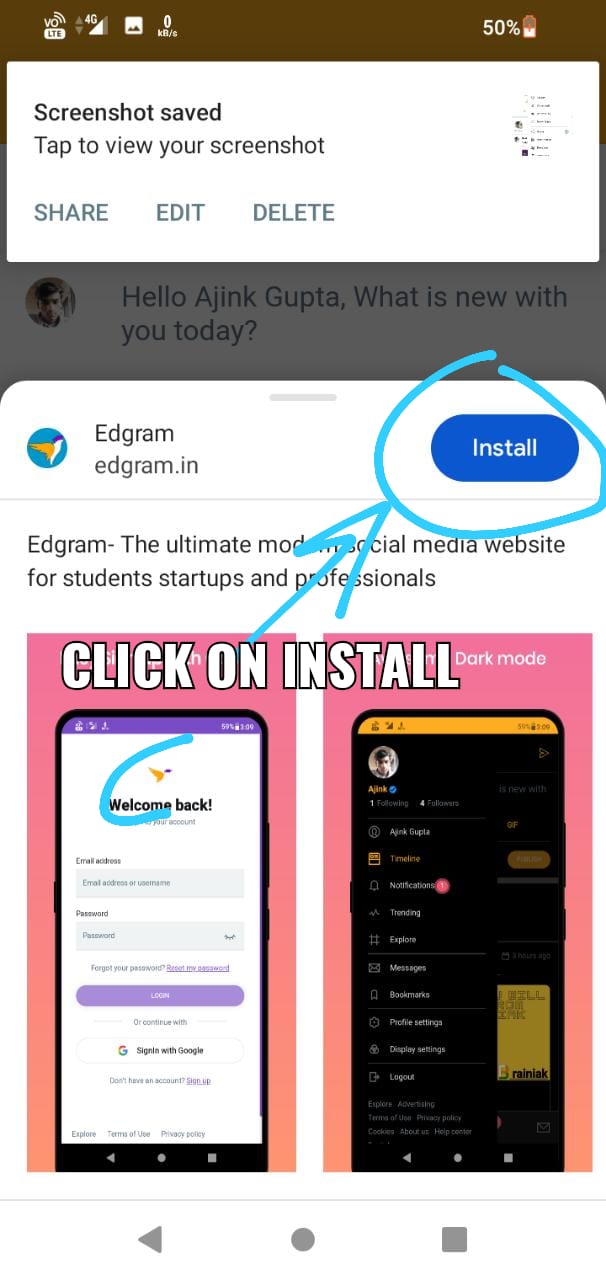 VO
LTE
4G
0
kB/s
50%
Screenshot saved
Tap to view your screenshot
SHARE EDIT DELETE
Hello Ajink Gupta, What is new with
you today?
Edgram
edgram.in
Install
Edgram- The ultimate modern social media website
for students startups and professionals
CLICK ON INSTALL
59% 3:09
Welcome back!
your account
Email address
Email address or username
Password
Password
Forgot your password? Reset my password
LOGIN
Or continue with
SignIn with Google
Don't have an account? Sign up
Explore Terms of Use Privacy policy
Dark mode
59% 3:09
Ajink
1 Following 4 Followers
is new with
Ajink Gupta
GIF
Timeline
PUBLISH
Notifications 1
Trending
Explore
3 hours ago
Messages
Bookmarks
Profile settings
Display settings
Brainiak
Logout
Explore Advertising
Terms of Use Privacy policy
Cookies About us Help center